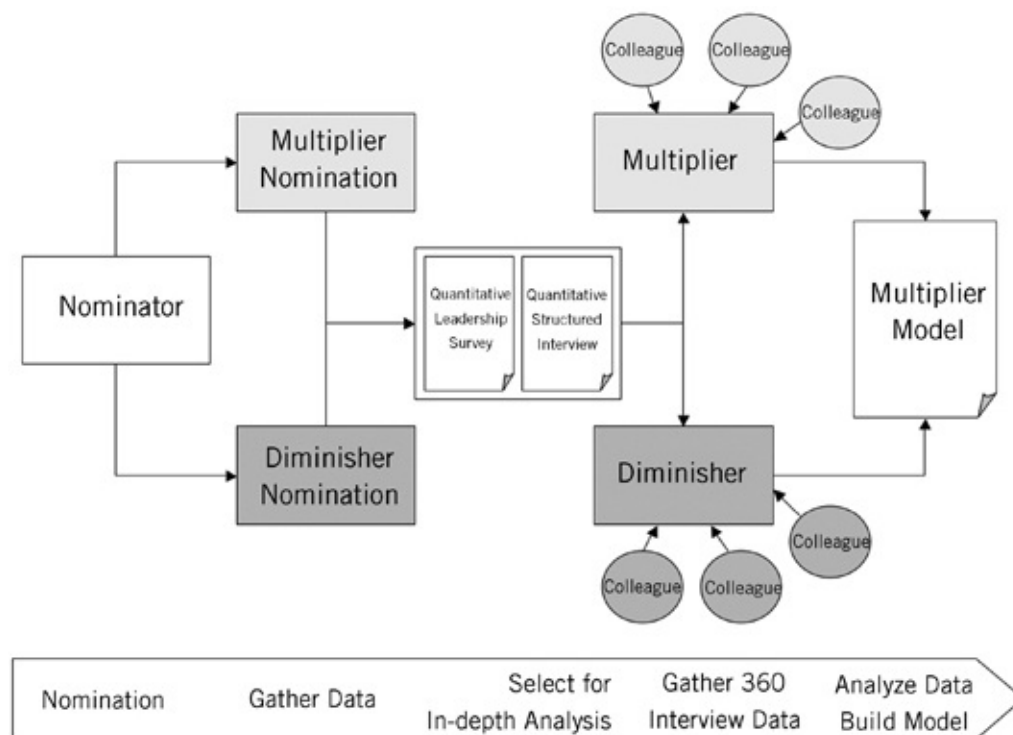 Colleague
Colleague
Colleague
Multiplier
Nomination
Multiplier
Nominator
Quantitative
Leadership
Survey
Quantitative
Structured
Interview
Multiplier
Model
Diminisher
Nomination
Diminisher
Colleague
Colleague
Colleague
Nomination
Gather Data
Select for
In-depth Analysis
Gather 360
Interview Data
Analyze Data
Build Model